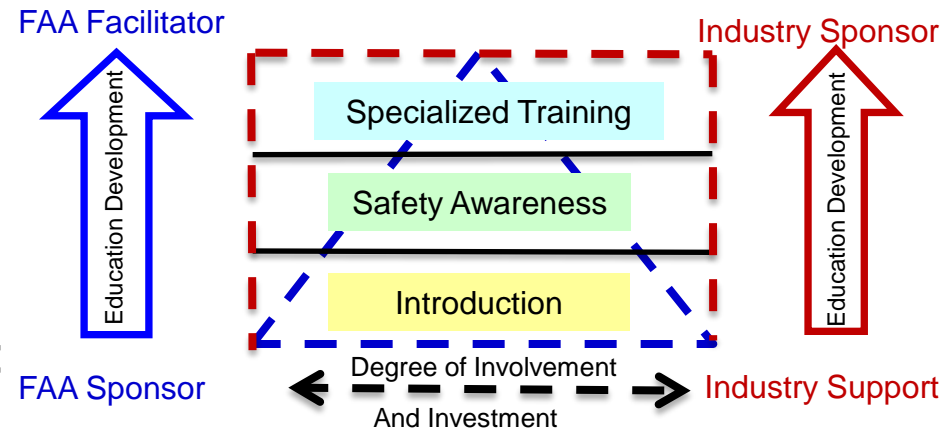 FAA Facilitator
Industry Sponsor
Education Development
Specialized Training
Safety Awareness
Introduction
Education Development
FAA Sponsor
Degree of Involvement
And Investment
Industry Support